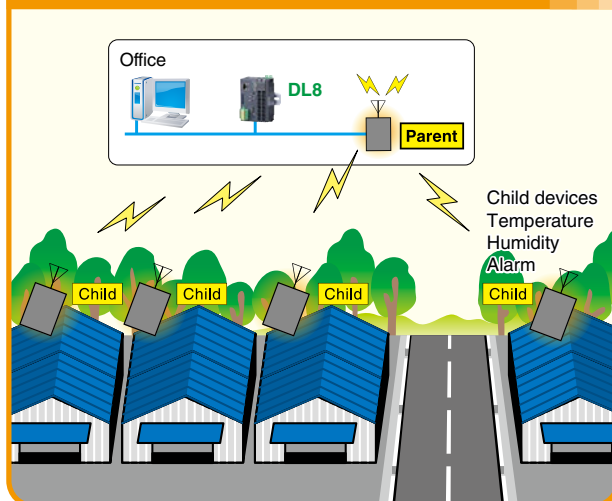 Office
DL8
Parent
Child devices
Temperature
Humidity
Alarm
Child
Child
Child
Child